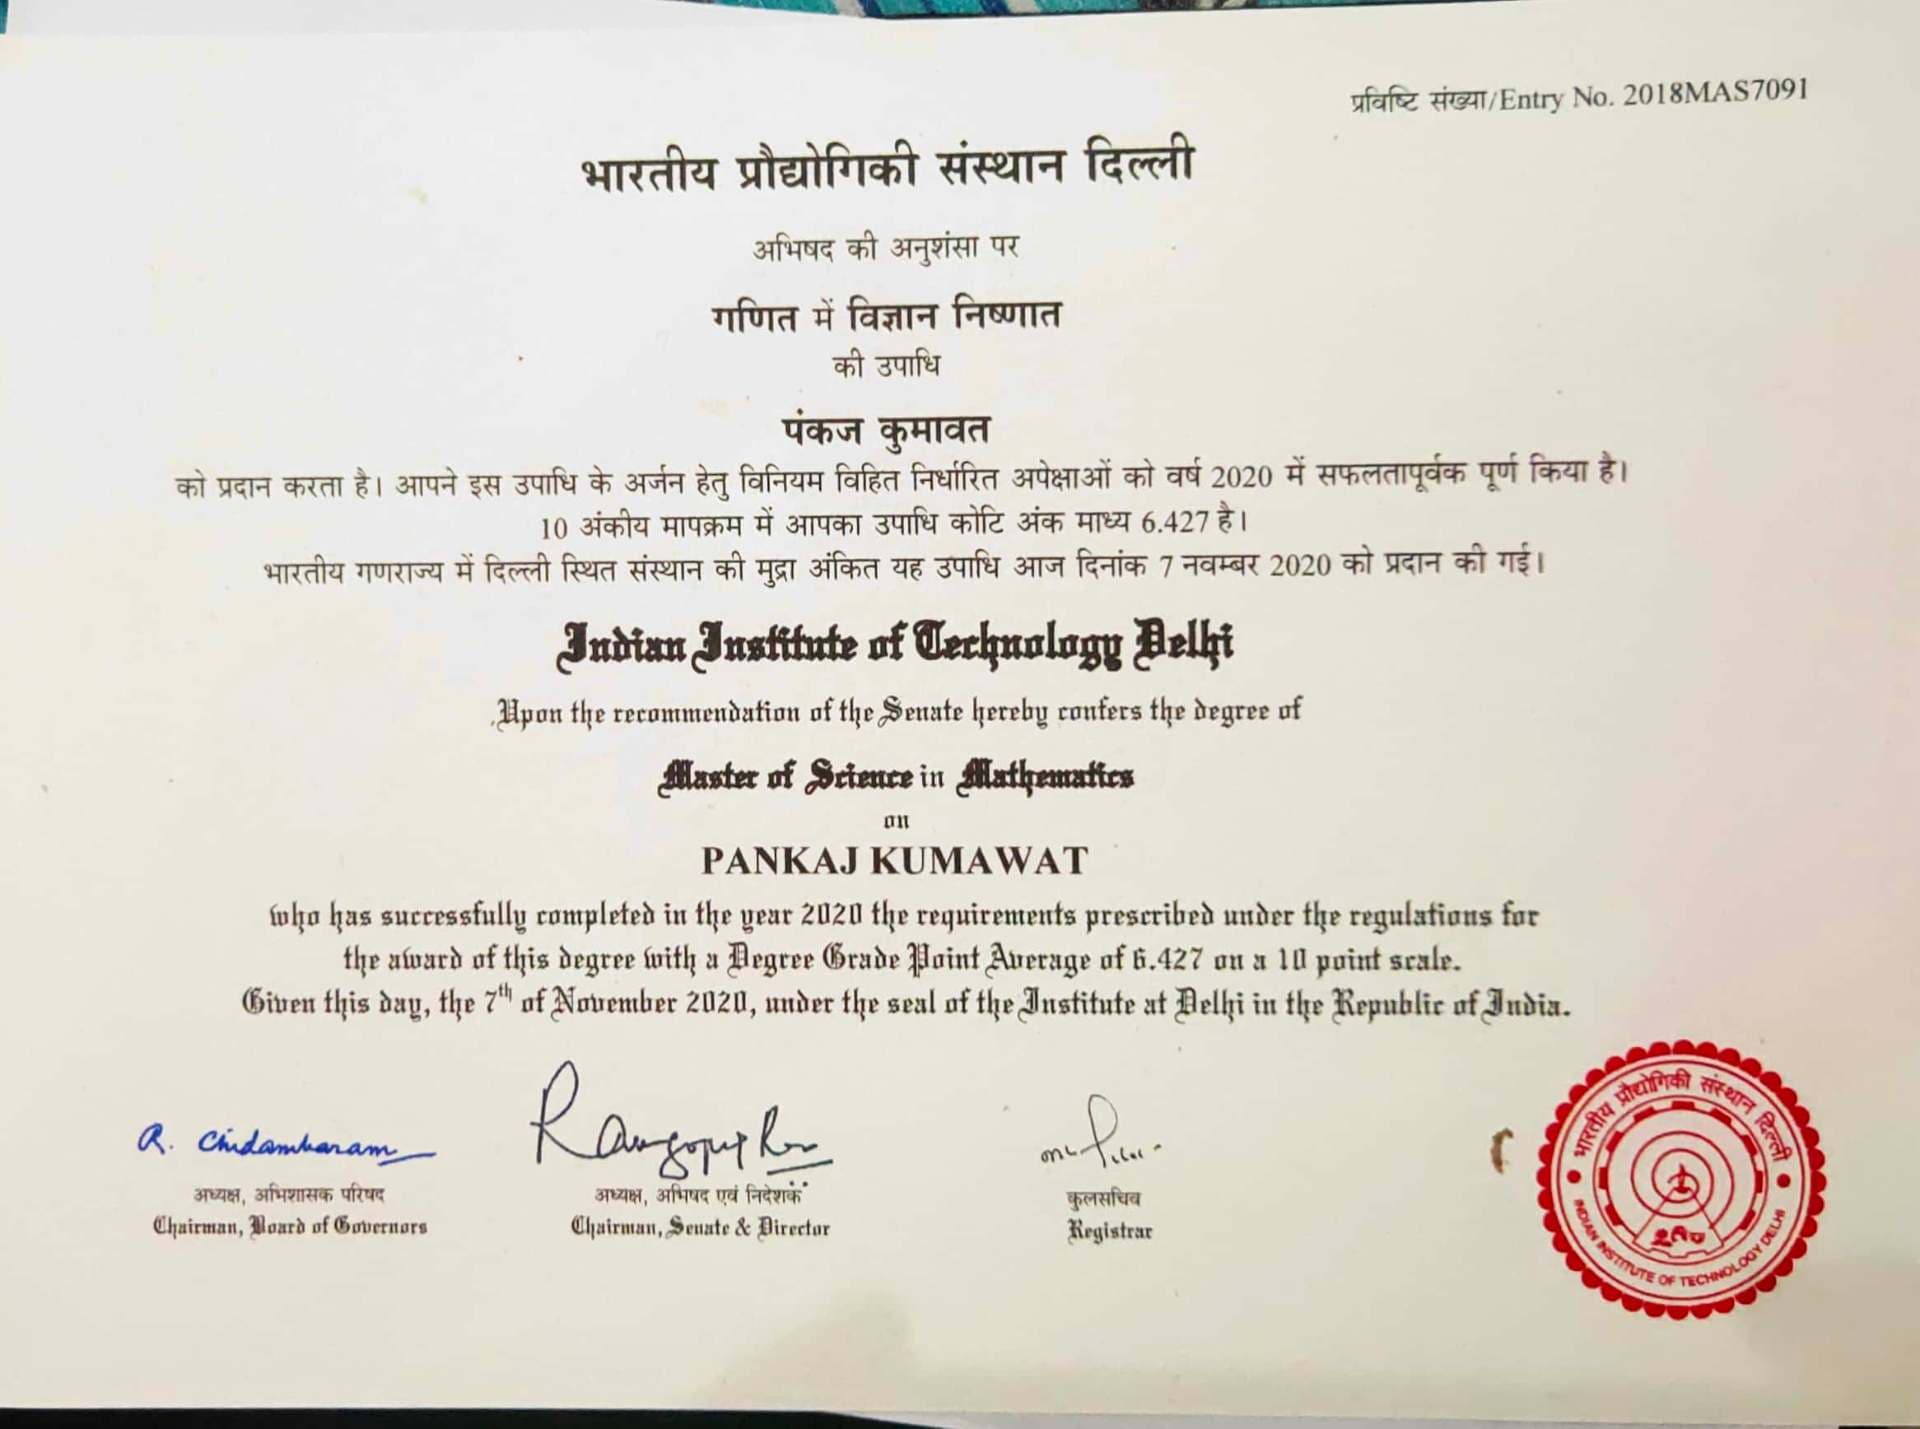 प्रविष्टि संख्या/Entry No. 2018MAS7091
भारतीय प्रौद्योगिकी संस्थान दिल्ली
अभिषद की अनुशंसा पर
गणित में विज्ञान निष्णात
की उपाधि
पंकज कुमावत
को प्रदान करता है। आपने इस उपाधि के अर्जन हेतु विनियम विहित निर्धारित अपेक्षाओं को वर्ष 2020 में सफलतापूर्वक पूर्ण किया है।
10 अंकीय मापक्रम में आपका उपाधि कोटि अंक माध्य 6.427 है।
भारतीय गणराज्य में दिल्ली स्थित संस्थान की मुद्रा अंकित यह उपाधि आज दिनांक 7 नवम्बर 2020 को प्रदान की गई।
Indian Institute of Technology Delhi
Upon the recommendation of the Senate hereby confers the degree of
Master of Science in Mathematics
on
PANKAJ KUMAWAT
who has successfully completed in the year 2020 the requirements prescribed under the regulations for
the award of this degree with a Degree Grade Point Average of 6.427 on a 10 point scale.
Given this day, the 7th of November 2020, under the seal of the Institute at Delhi in the Republic of India.
R. Chidambaram
अध्यक्ष, अभिशासक परिषद
Chairman, Board of Governors
अध्यक्ष, अभिषद एवं निदेशक
Chairman, Senate & Director
कुलसचिव
Registrar
भारतीय प्रौद्योगिकी संस्थान दिल्ली
INDIAN INSTITUTE OF TECHNOLOGY DELHI